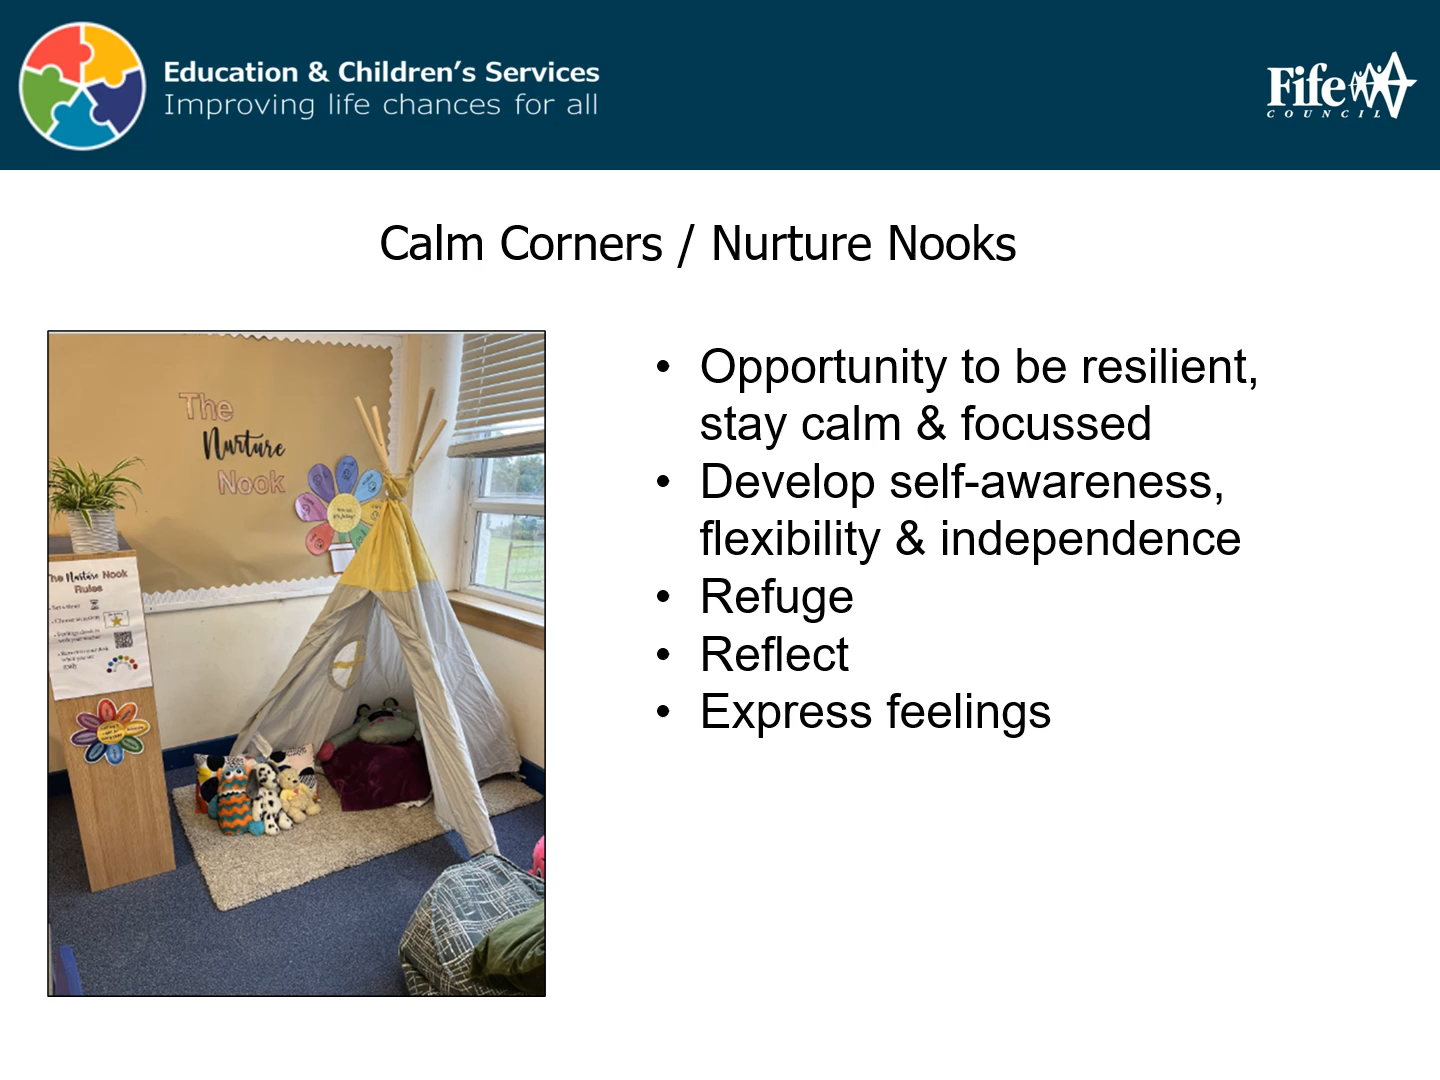 Education & Children's Services
Improving life chances for all
Fife
COUNCIL
Calm Corners / Nurture Nooks
The
Nurture
Nook
The Nurture Nook
Rules
• Opportunity to be resilient,
stay calm & focussed
• Develop self-awareness,
flexibility & independence
• Refuge
• Reflect
• Express feelings